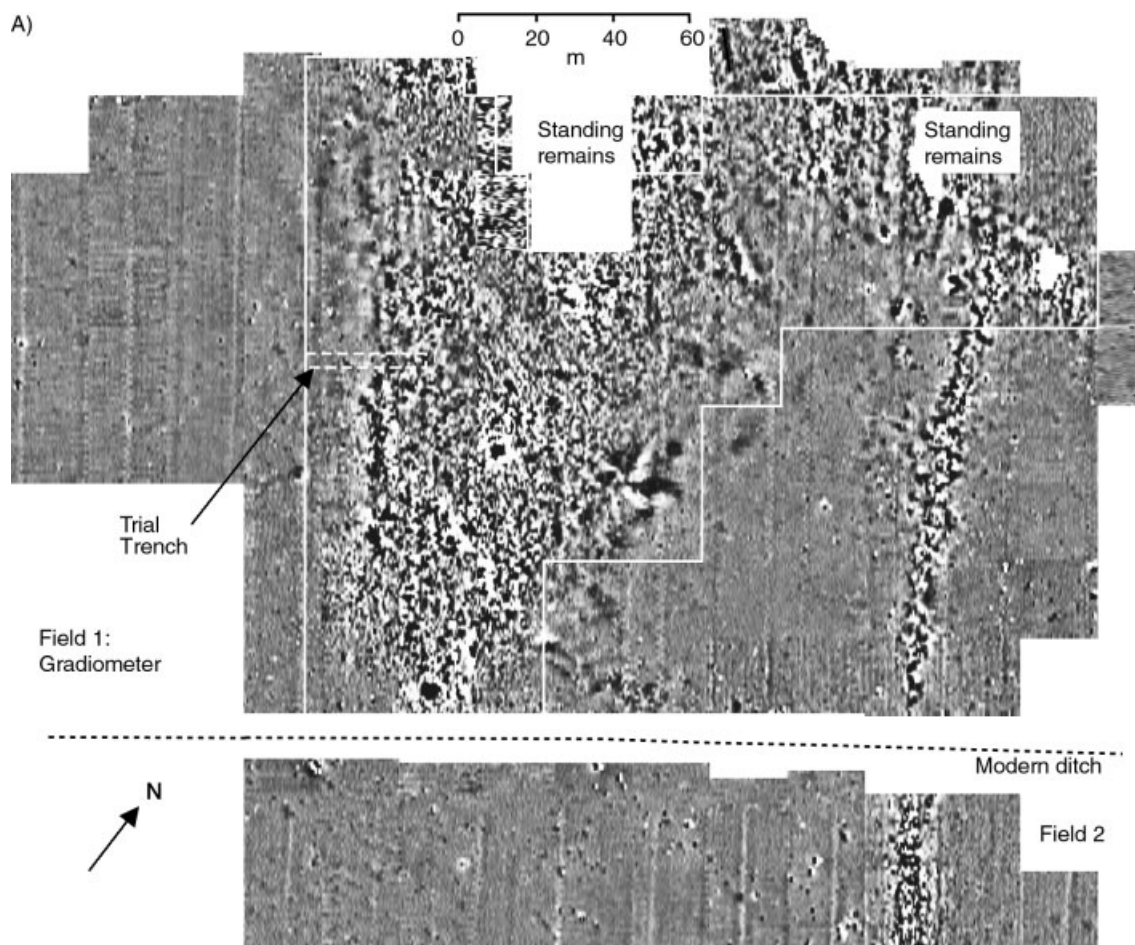 A)
0 20 40 60
m
Standing
remains
Standing
remains
Trial
Trench
Field 1:
Gradiometer
Modern ditch
N
Field 2